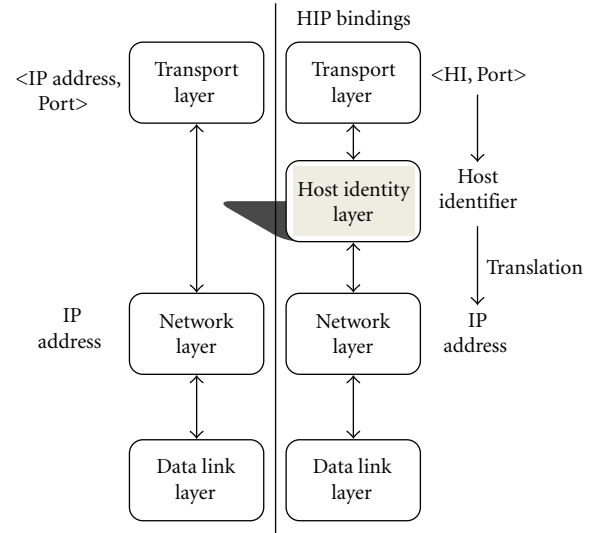 HIP bindings
<IP address,
Port>
Transport
layer
Transport
layer
<HI, Port>
Host identity
layer
Host
identifier
Translation
IP
address
Network
layer
Network
layer
IP
address
Data link
layer
Data link
layer